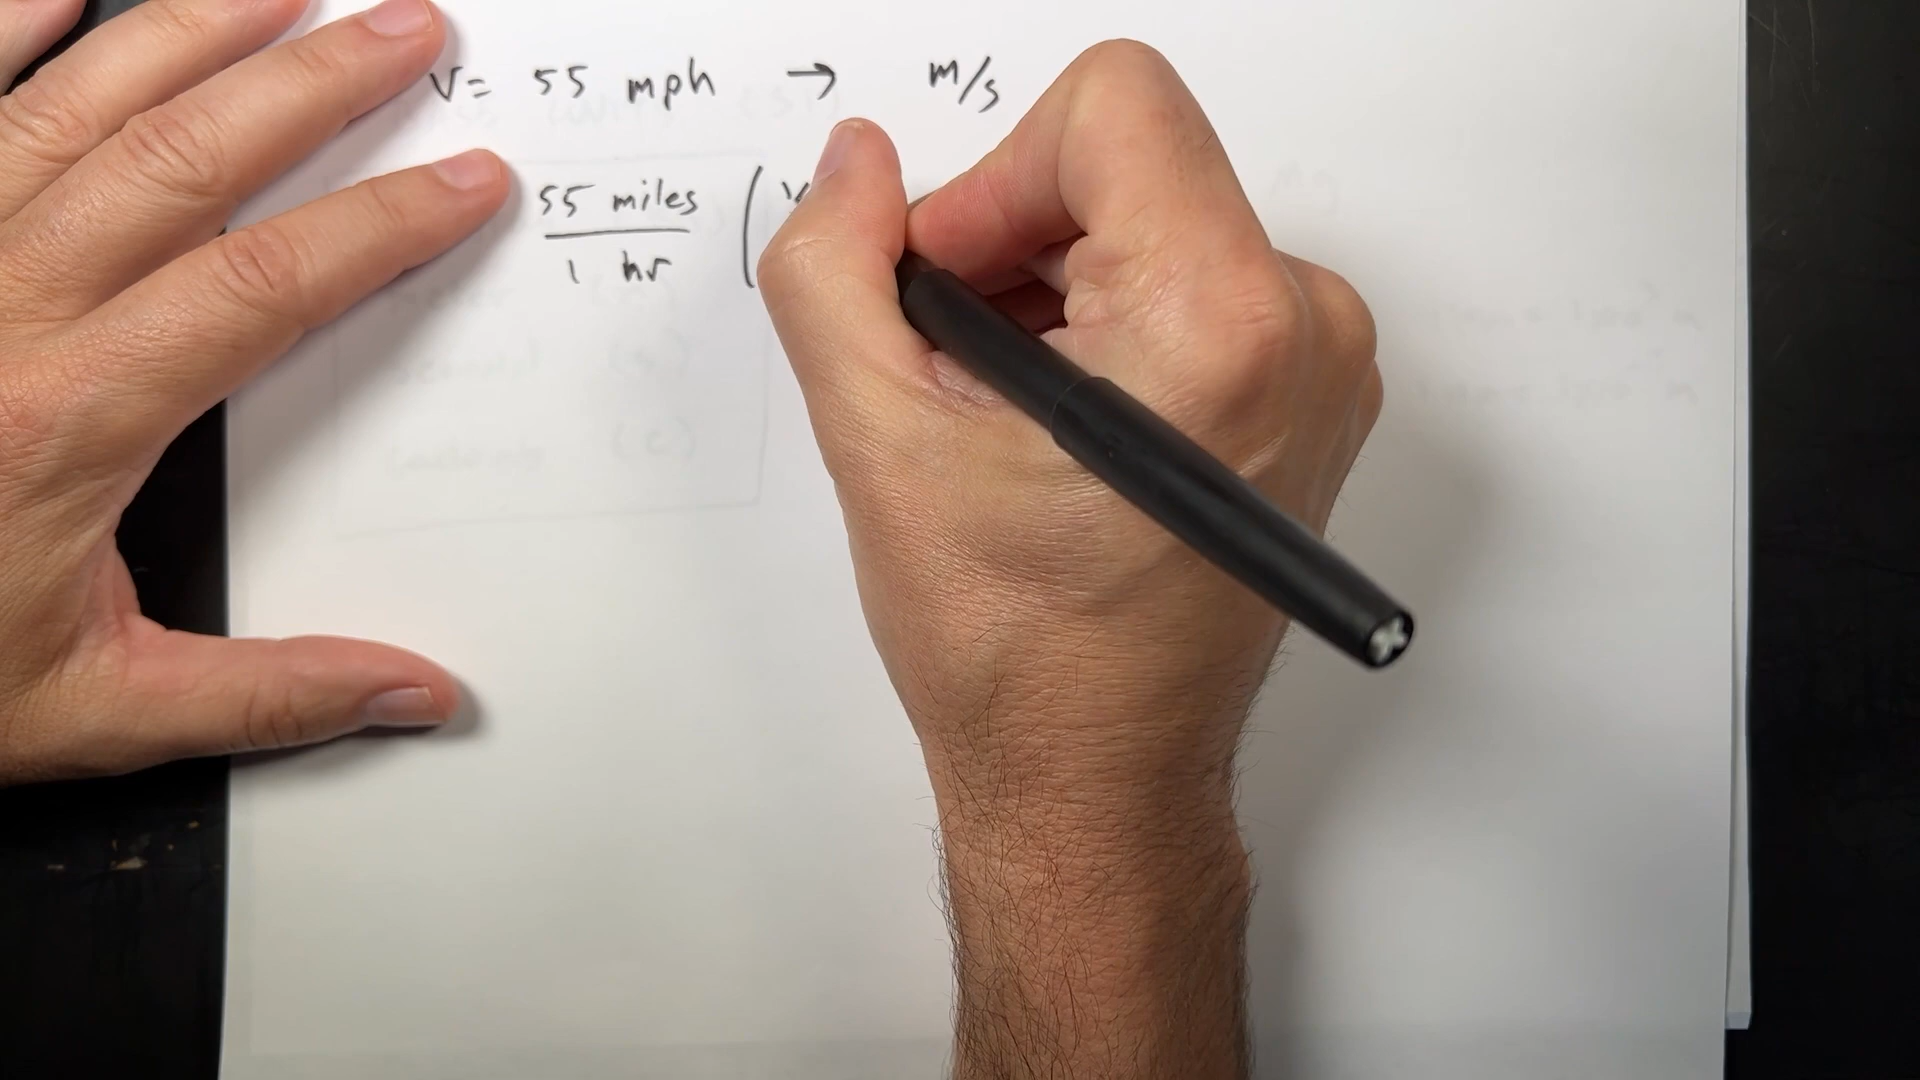 v= 55 mph → m/s
55 miles (
1 hr